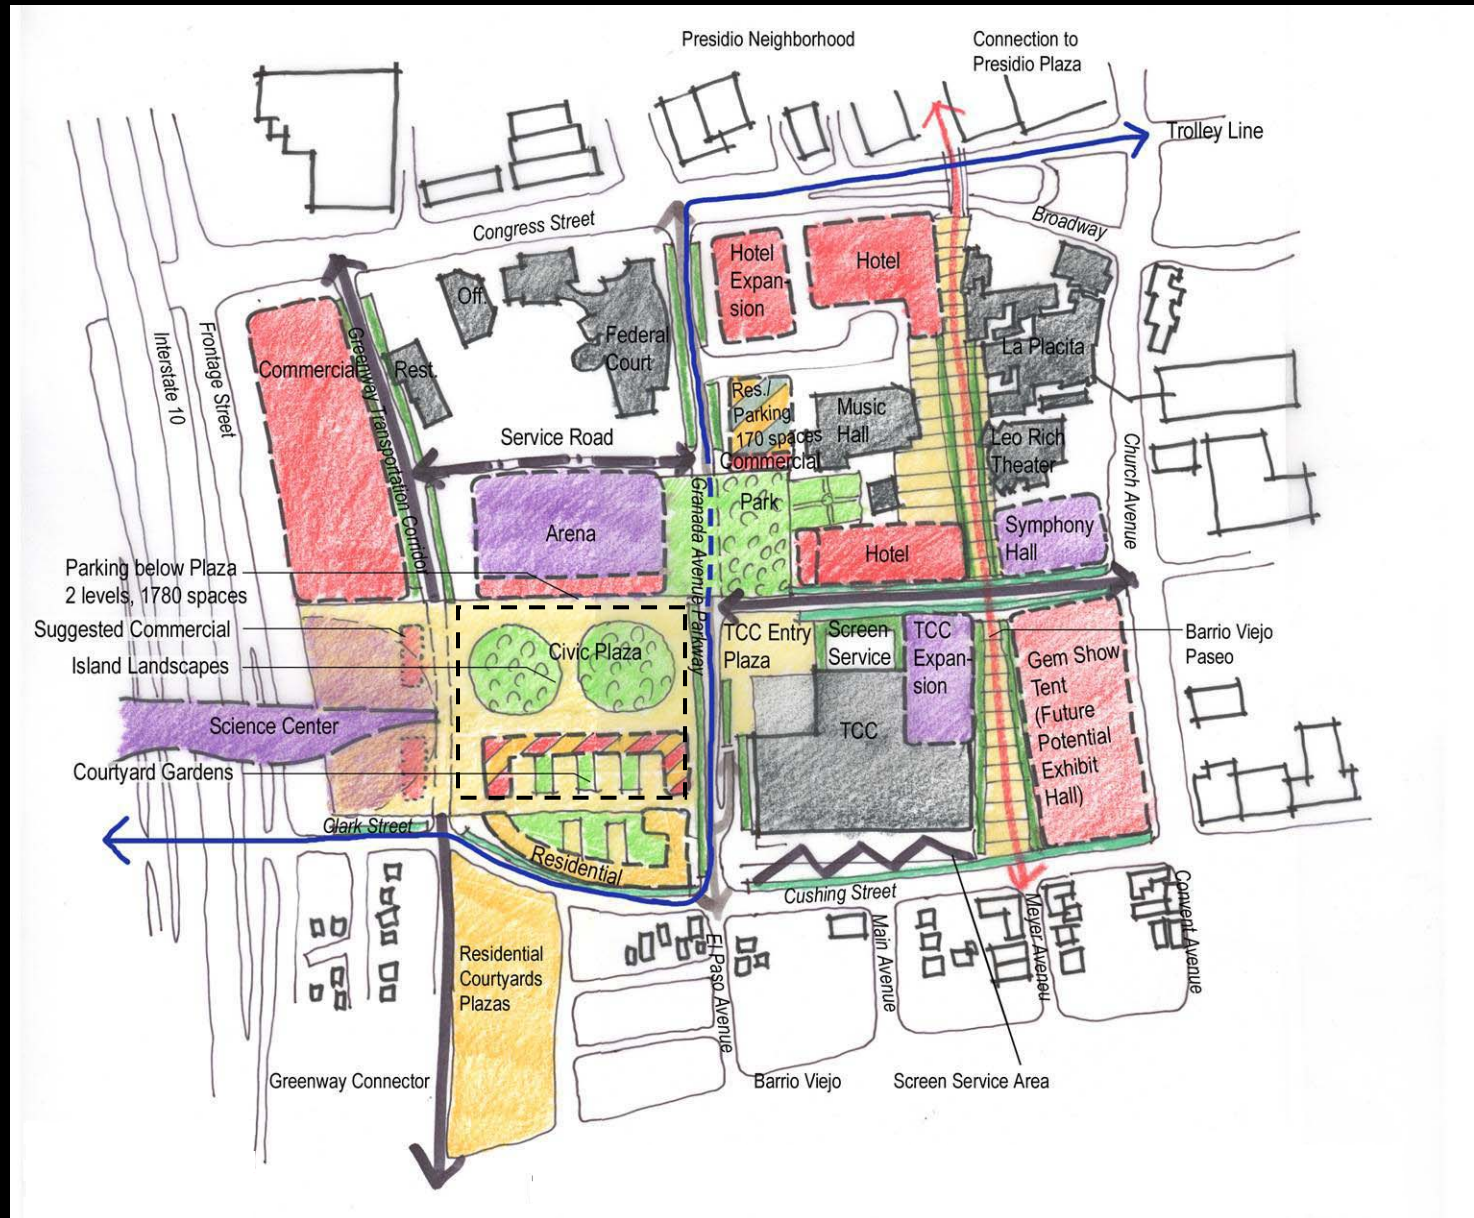 Presidio Neighborhood
Connection to
Presidio Plaza
Trolley Line
Congress Street
Broadway
Hotel
Expan-
sion
Hotel
Off.
Federal
Court
La Placita
Interstate 10
Frontage Street
Commercial
Greenway Transportation Corridor
Rest.
Res./
Parking
170 spaces
Commercial
Music
Hall
Leo Rich
Theater
Church Avenue
Service Road
Arena
Granada Avenue Parkway
Park
Hotel
Symphony
Hall
Parking below Plaza
2 levels, 1780 spaces
Suggested Commercial
Island Landscapes
Civic Plaza
TCC Entry
Plaza
Screen
Service
TCC
Expan-
sion
Barrio Viejo
Paseo
Gem Show
Tent
(Future
Potential
Exhibit
Hall)
Science Center
TCC
Courtyard Gardens
Clark Street
Residential
Cushing Street
Residential
Courtyards
Plazas
El Paso Avenue
Main Avenue
Meyer Aveneu
Convent Avenue
Greenway Connector
Barrio Viejo
Screen Service Area